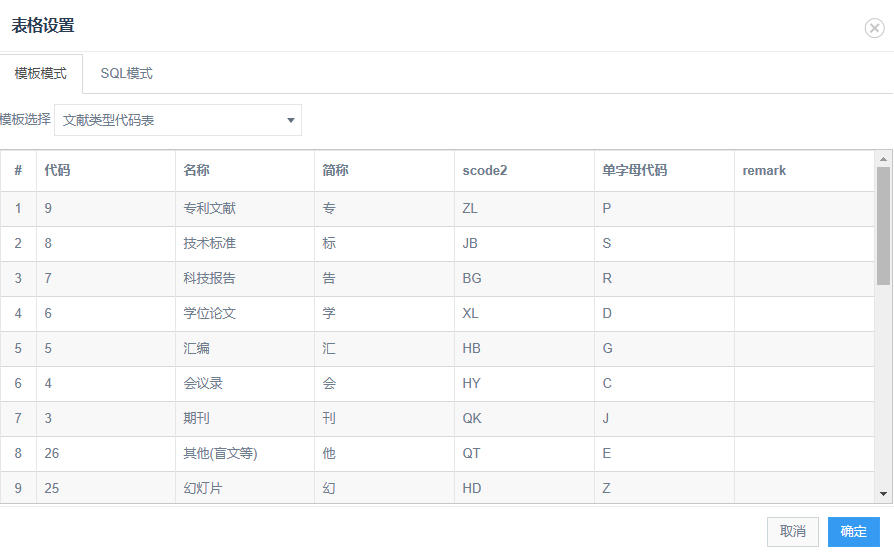 表格设置
模板模式 SQL模式
模板选择 文献类型代码表
# 代码 名称 简称 scode2 单字母代码 remark
1 9 专利文献 专 ZL P
2 8 技术标准 标 JB S
3 7 科技报告 告 BG R
4 6 学位论文 学 XL D
5 5 汇编 汇 HB G
6 4 会议录 会 HY C
7 3 期刊 刊 QK J
8 26 其他(盲文等) 他 QT E
9 25 幻灯片 幻 HD Z
取消 确定